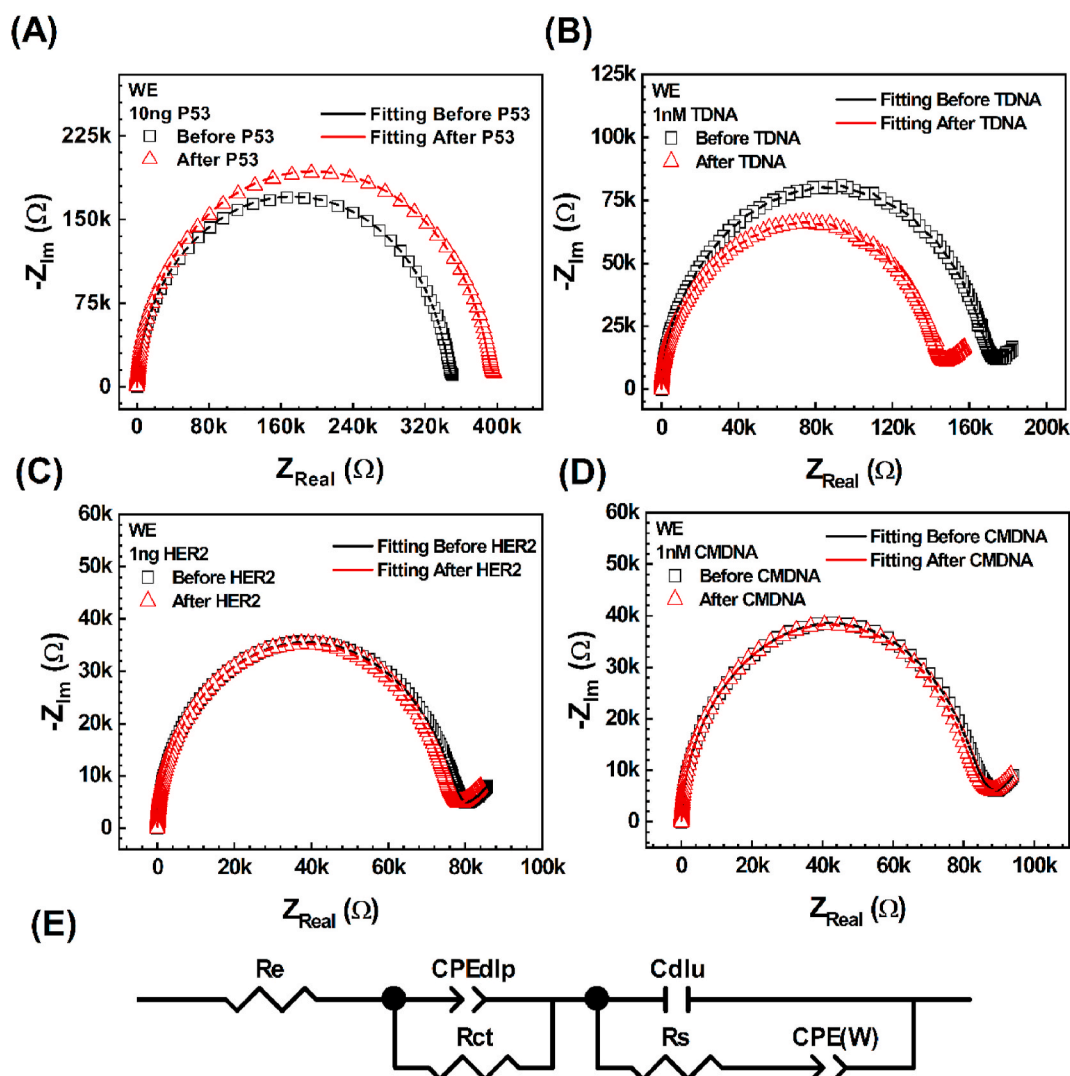 (A)
WE
10ng P53
Before P53
After P53
Fitting Before P53
Fitting After P53
225k
150k
75k
0
-Z_Im (Ω)
0 80k 160k 240k 320k 400k
Z_Real (Ω)
(B)
WE
1nM TDNA
Before TDNA
After TDNA
Fitting Before TDNA
Fitting After TDNA
125k
100k
75k
50k
25k
0
-Z_Im (Ω)
0 40k 80k 120k 160k 200k
Z_Real (Ω)
(C)
WE
1ng HER2
Before HER2
After HER2
Fitting Before HER2
Fitting After HER2
60k
50k
40k
30k
20k
10k
0
-Z_Im (Ω)
0 20k 40k 60k 80k 100k
Z_Real (Ω)
(D)
WE
1nM CMDNA
Before CMDNA
After CMDNA
Fitting Before CMDNA
Fitting After CMDNA
60k
50k
40k
30k
20k
10k
0
-Z_Im (Ω)
0 20k 40k 60k 80k 100k
Z_Real (Ω)
(E)
Re
CPEdlp
Rct
Cdlu
Rs
CPE(W)